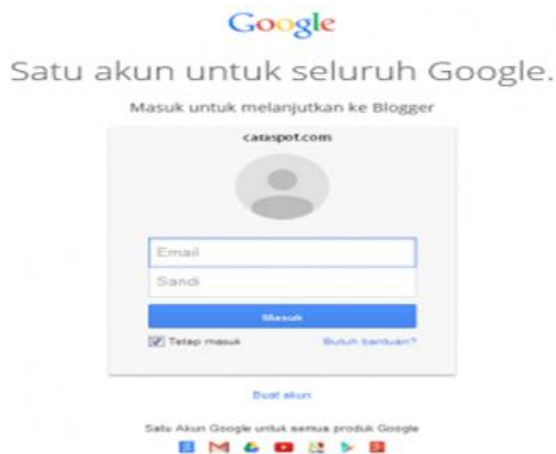 Google
Satu akun untuk seluruh Google.
Masuk untuk melanjutkan ke Blogger
caraspot.com
Email
Sandi
Masuk
Tetap masuk Butuh bantuan?
Buat akun
Satu Akun Google untuk semua produk Google